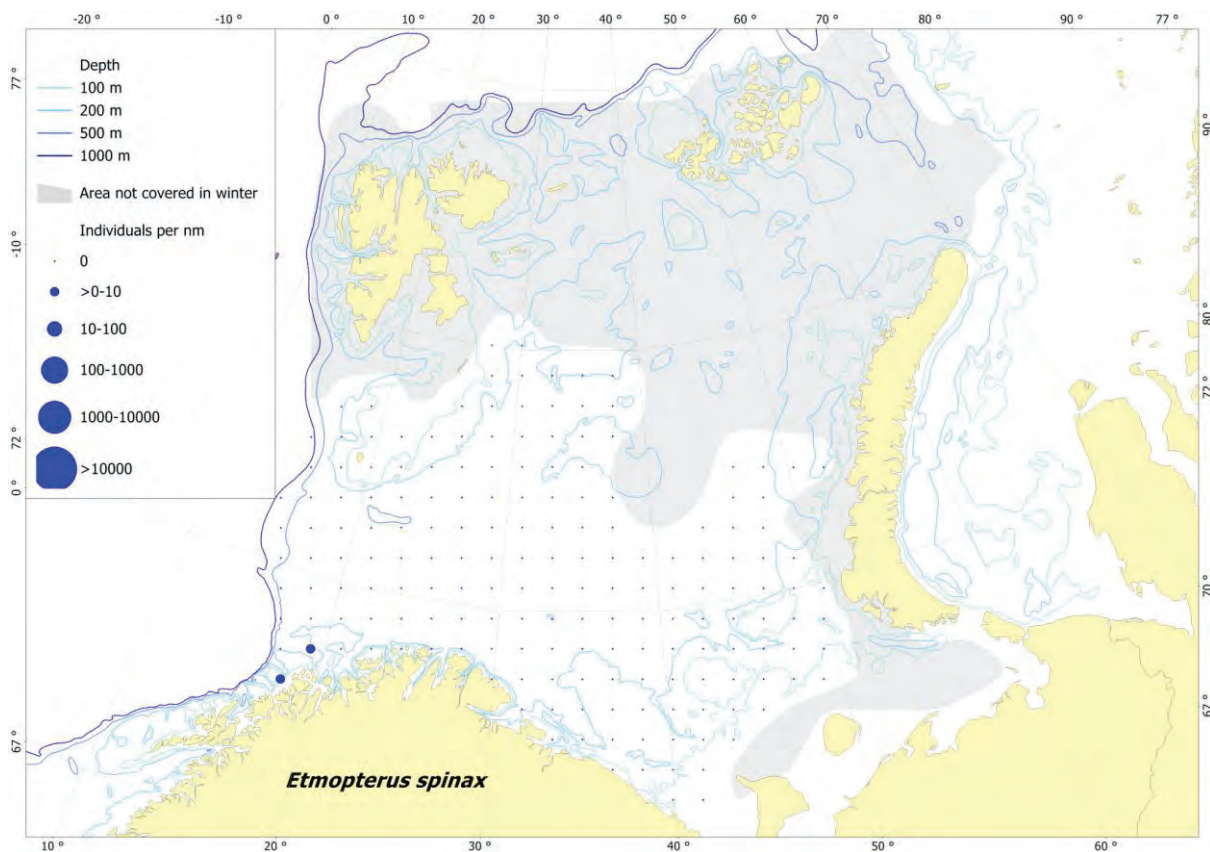 -20 ° -10 ° 0 ° 10 ° 20 ° 30 ° 40 ° 50 ° 60 ° 70 ° 80 ° 90 ° 77 °
77 °
-10 °
72 °
0 °
67 °
Depth
100 m
200 m
500 m
1000 m
Area not covered in winter
Individuals per nm
0
>0-10
10-100
100-1000
1000-10000
>10000
90 °
80 °
72 °
70 °
67 °
Etmopterus spinax
10 ° 20 ° 30 ° 40 ° 50 ° 60 °